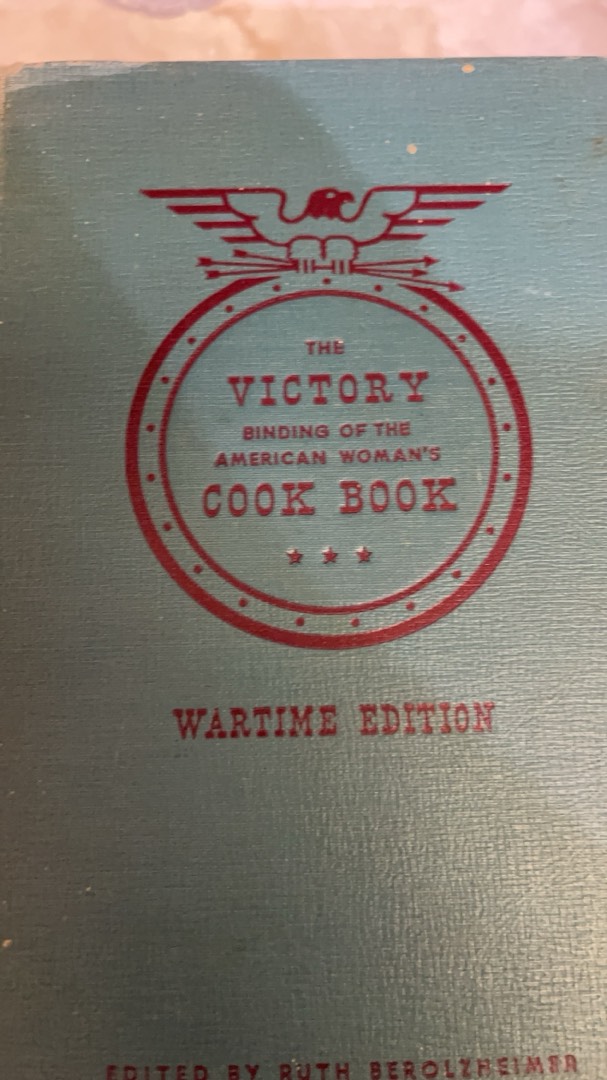 THE
VICTORY
BINDING OF THE
AMERICAN WOMAN'S
COOK BOOK
WARTIME EDITION
EDITED BY RUTH BEROLZHEIMER